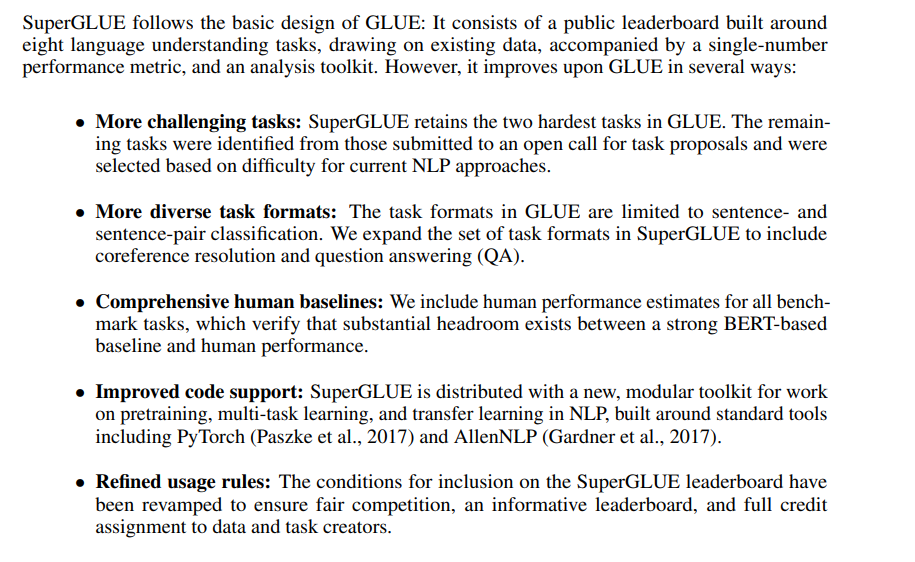 SuperGLUE follows the basic design of GLUE: It consists of a public leaderboard built around
eight language understanding tasks, drawing on existing data, accompanied by a single-number
performance metric, and an analysis toolkit. However, it improves upon GLUE in several ways:
• More challenging tasks: SuperGLUE retains the two hardest tasks in GLUE. The remain-
ing tasks were identified from those submitted to an open call for task proposals and were
selected based on difficulty for current NLP approaches.
• More diverse task formats: The task formats in GLUE are limited to sentence- and
sentence-pair classification. We expand the set of task formats in SuperGLUE to include
coreference resolution and question answering (QA).
• Comprehensive human baselines: We include human performance estimates for all bench-
mark tasks, which verify that substantial headroom exists between a strong BERT-based
baseline and human performance.
• Improved code support: SuperGLUE is distributed with a new, modular toolkit for work
on pretraining, multi-task learning, and transfer learning in NLP, built around standard tools
including PyTorch (Paszke et al., 2017) and AllenNLP (Gardner et al., 2017).
• Refined usage rules: The conditions for inclusion on the SuperGLUE leaderboard have
been revamped to ensure fair competition, an informative leaderboard, and full credit
assignment to data and task creators.